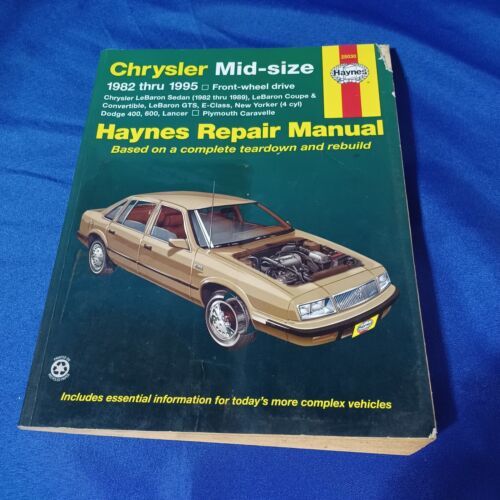 Chrysler Mid-size
1982 thru 1995 □ Front-wheel drive
Chrysler LeBaron Sedan (1982 thru 1989), LeBaron Coupe &
Convertible, LeBaron GTS, E-Class, New Yorker (4 cyl)
Dodge 400, 600, Lancer □ Plymouth Caravelle
Haynes
Haynes Repair Manual
Based on a complete teardown and rebuild
Includes essential information for today's more complex vehicles